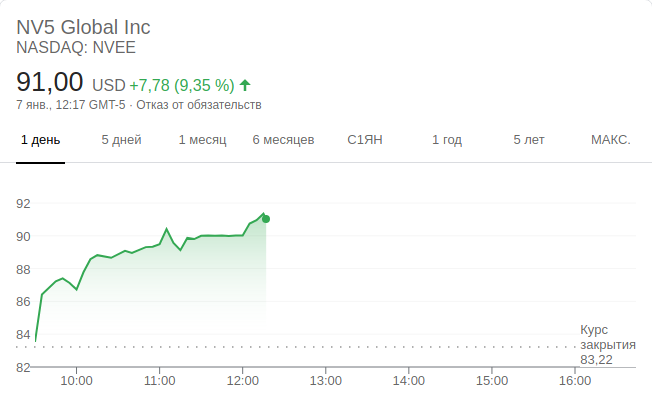 NV5 Global Inc
NASDAQ: NVEE
91,00 USD +7,78 (9,35 %)
7 янв., 12:17 GMT-5 · Отказ от обязательств
1 день 5 дней 1 месяц 6 месяцев С1ЯН 1 год 5 лет МАКС.
92
90
88
86
84
Курс
закрытия
83,22
82
10:00 11:00 12:00 13:00 14:00 15:00 16:00